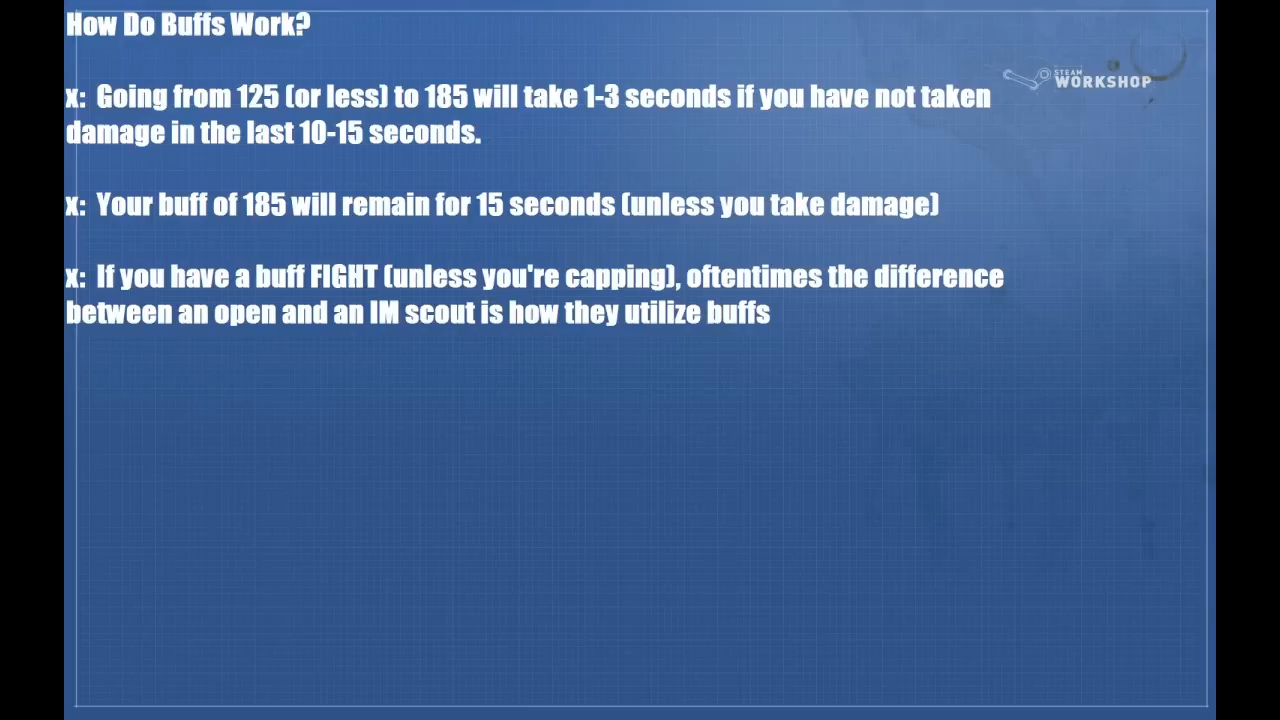 How Do Buffs Work?
x: Going from 125 (or less) to 185 will take 1-3 seconds if you have not taken
damage in the last 10-15 seconds.
x: Your buff of 185 will remain for 15 seconds (unless you take damage)
x: If you have a buff FIGHT (unless you're capping), oftentimes the difference
between an open and an IM scout is how they utilize buffs
STEAM
WORKSHOP